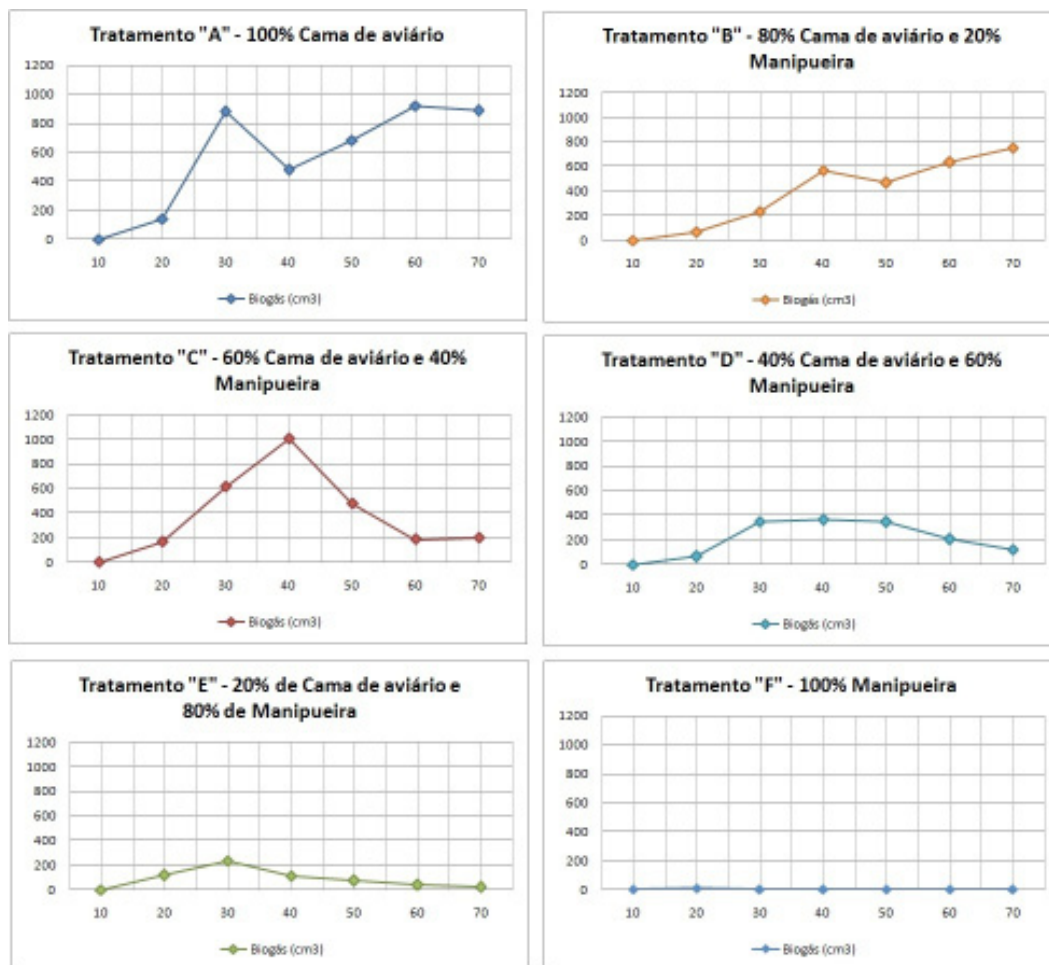 Tratamento "A" - 100% Cama de aviário
1200
1000
800
600
400
200
0
10 20 30 40 50 60 70
Biogás (cm3)
Tratamento "B" - 80% Cama de aviário e 20%
Manipueira
1200
1000
800
600
400
200
0
10 20 30 40 50 60 70
Biogás (cm3)
Tratamento "C" - 60% Cama de aviário e 40%
Manipueira
1200
1000
800
600
400
200
0
10 20 30 40 50 60 70
Biogás (cm3)
Tratamento "D" - 40% Cama de aviário e 60%
Manipueira
1200
1000
800
600
400
200
0
10 20 30 40 50 60 70
Biogás (cm3)
Tratamento "E" - 20% de Cama de aviário e
80% de Manipueira
1200
1000
800
600
400
200
0
10 20 30 40 50 60 70
Biogás (cm3)
Tratamento "F" - 100% Manipueira
1200
1000
800
600
400
200
0
10 20 30 40 50 60 70
Biogás (cm3)